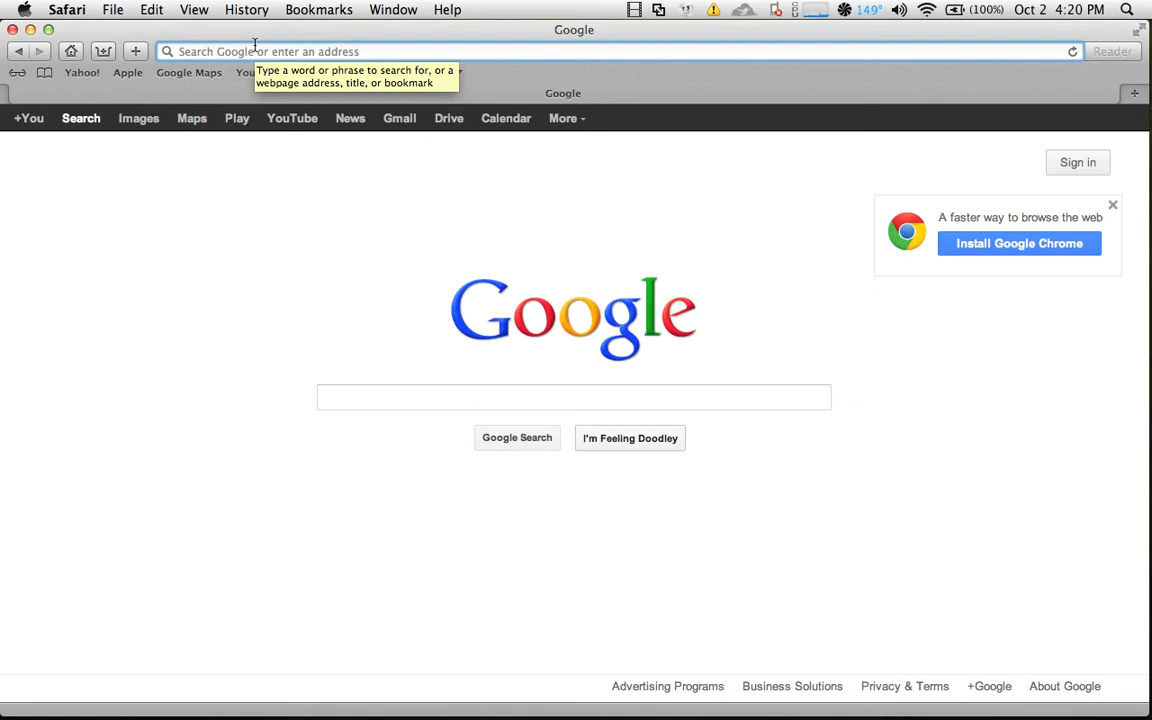 Safari File Edit View History Bookmarks Window Help 149° (100%) Oct 2 4:20 PM
Google
Search Google or enter an address Reader
Yahoo! Apple Google Maps You
Type a word or phrase to search for, or a
webpage address, title, or bookmark
Google
+You Search Images Maps Play YouTube News Gmail Drive Calendar More
Sign in
A faster way to browse the web
Install Google Chrome
Google
Google Search I'm Feeling Doodley
Advertising Programs Business Solutions Privacy & Terms +Google About Google